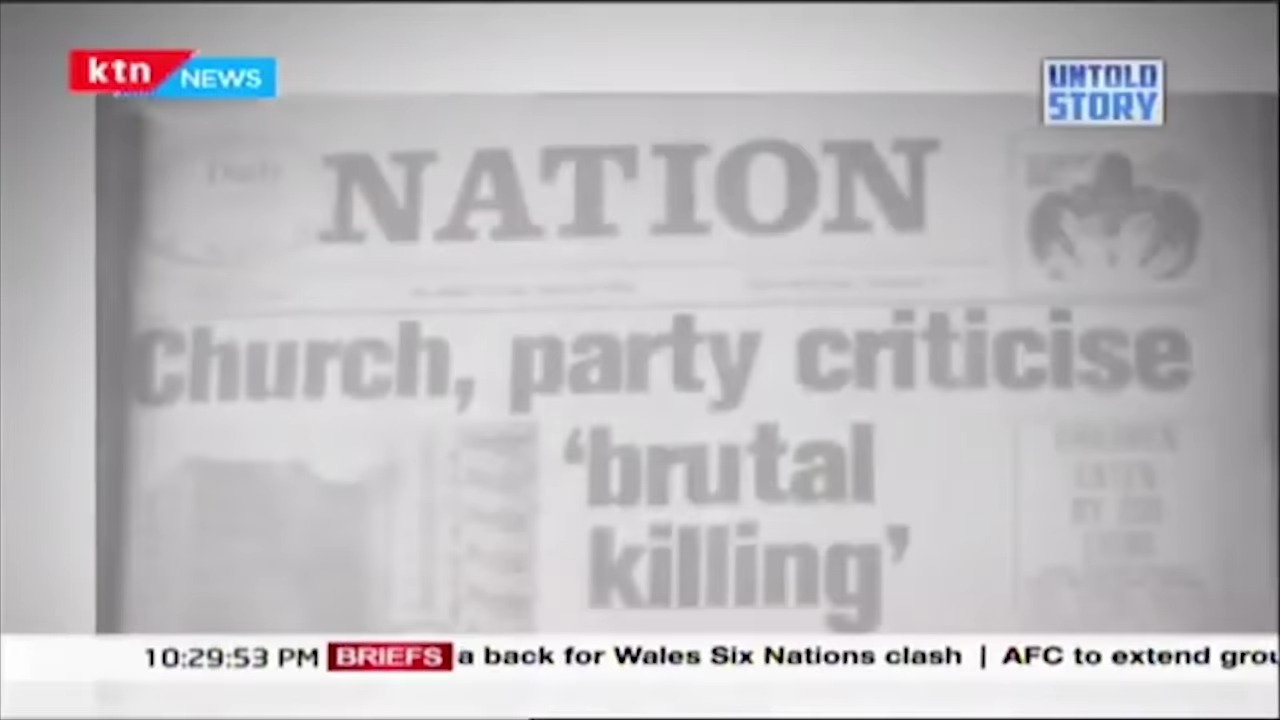 ktn NEWS
UNTOLD
STORY
Daily
NATION
Church, party criticise
‘brutal
killing’
10:29:53 PM BRIEFS a back for Wales Six Nations clash | AFC to extend grou